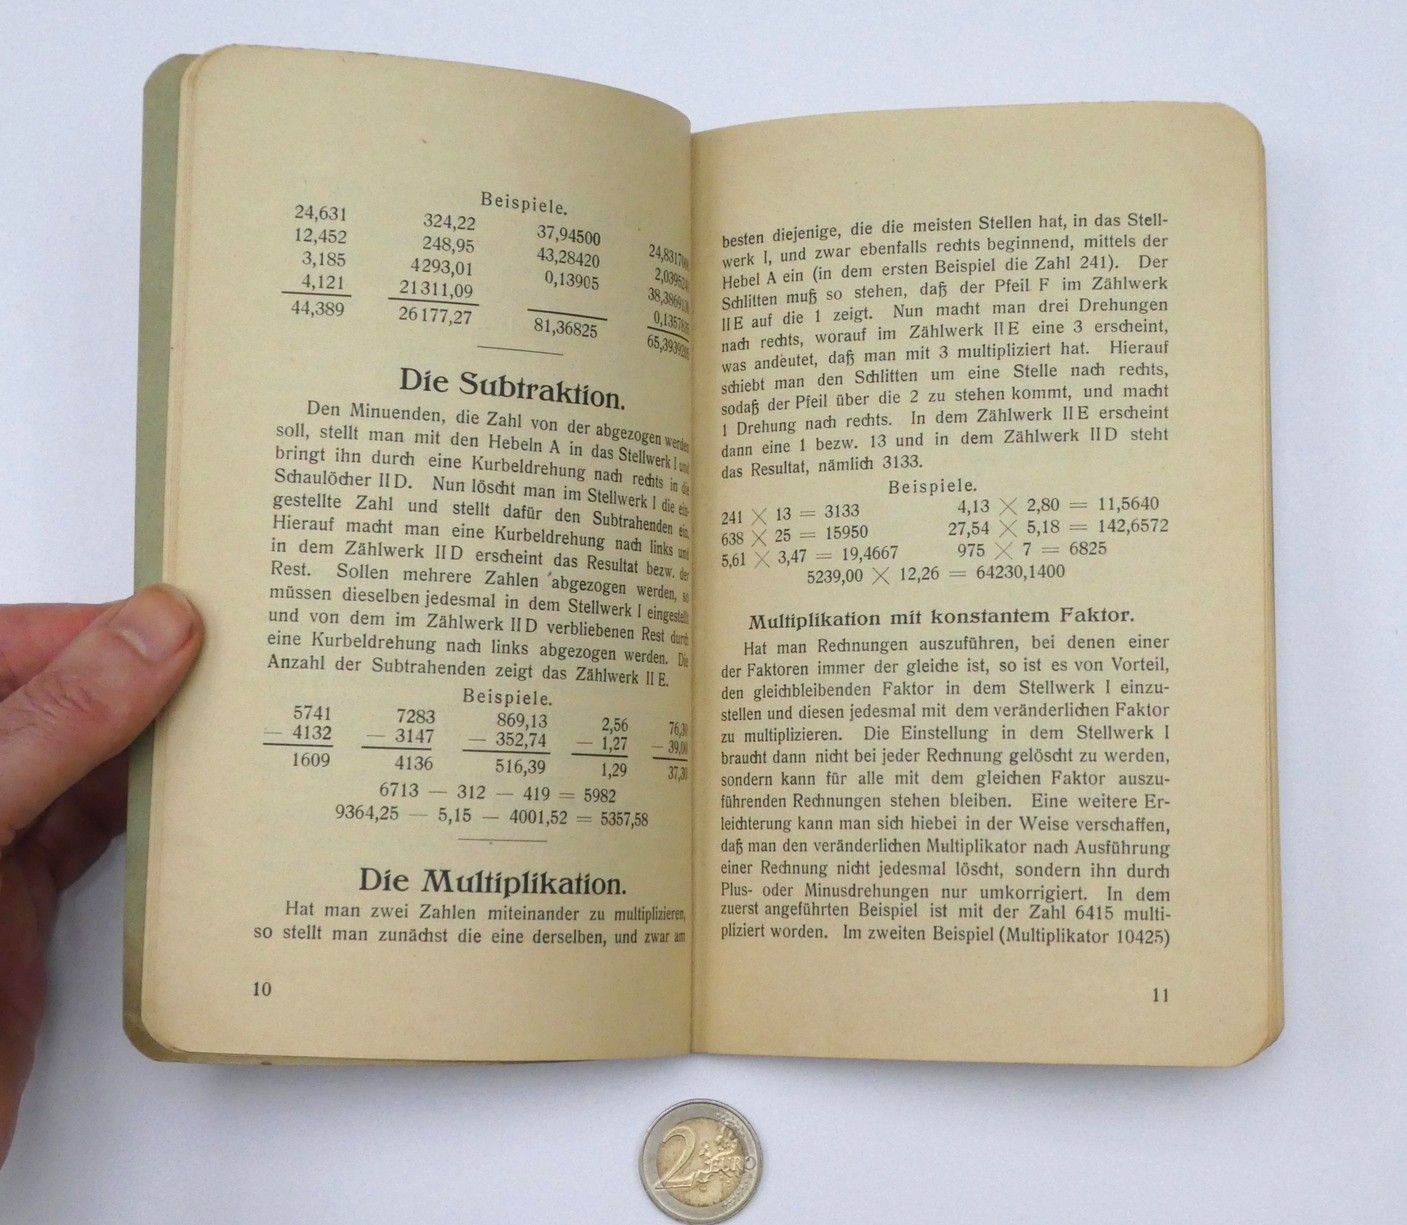 Beispiele.
24,631 324,22 37,94500
12,452 248,95 43,28420
3,185 4293,01 0,13905
4,121 21311,09
44,389 26177,27 81,36825
Die Subtraktion.
Den Minuenden, die Zahl von der abgezogen werden
soll, stellt man mit den Hebeln A in das Stellwerk I und
bringt ihn durch eine Kurbeldrehung nach rechts in die
Schaulöcher II D. Nun löscht man im Stellwerk I die ein-
gestellte Zahl und stellt dafür den Subtrahenden ein.
Hierauf macht man eine Kurbeldrehung nach links und
in dem Zählwerk II D erscheint das Resultat bezw. der
Rest. Sollen mehrere Zahlen abgezogen werden, so
müssen dieselben jedesmal in dem Stellwerk I eingestellt
und von dem im Zählwerk II D verbliebenen Rest durch
eine Kurbeldrehung nach links abgezogen werden. Die
Anzahl der Subtrahenden zeigt das Zählwerk II E.
Beispiele.
5741 7283 869,13 2,56 76,30
— 4132 — 3147 — 352,74 — 1,27 — 39,00
1609 4136 516,39 1,29 37,30
6713 — 312 — 419 = 5982
9364,25 — 5,15 — 4001,52 = 5357,58
Die Multiplikation.
Hat man zwei Zahlen miteinander zu multiplizieren,
so stellt man zunächst die eine derselben, und zwar am
10
besten diejenige, die die meisten Stellen hat, in das Stell-
werk I, und zwar ebenfalls rechts beginnend, mittels der
Hebel A ein (in dem ersten Beispiel die Zahl 241). Der
Schlitten muß so stehen, daß der Pfeil F im Zählwerk
II E auf die 1 zeigt. Nun macht man drei Drehungen
nach rechts, worauf im Zählwerk II E eine 3 erscheint,
was andeutet, daß man mit 3 multipliziert hat. Hierauf
schiebt man den Schlitten um eine Stelle nach rechts,
sodaß der Pfeil über die 2 zu stehen kommt, und macht
1 Drehung nach rechts. In dem Zählwerk II E erscheint
dann eine 1 bezw. 13 und in dem Zählwerk II D steht
das Resultat, nämlich 3133.
Beispiele.
241 × 13 = 3133 4,13 × 2,80 = 11,5640
638 × 25 = 15950 27,54 × 5,18 = 142,6572
5,61 × 3,47 = 19,4667 975 × 7 = 6825
5239,00 × 12,26 = 64230,1400
Multiplikation mit konstantem Faktor.
Hat man Rechnungen auszuführen, bei denen einer
der Faktoren immer der gleiche ist, so ist es von Vorteil,
den gleichbleibenden Faktor in dem Stellwerk I einzu-
stellen und diesen jedesmal mit dem veränderlichen Faktor
zu multiplizieren. Die Einstellung in dem Stellwerk I
braucht dann nicht bei jeder Rechnung gelöscht zu werden,
sondern kann für alle mit dem gleichen Faktor auszu-
führenden Rechnungen stehen bleiben. Eine weitere Er-
leichterung kann man sich hiebei in der Weise verschaffen,
daß man den veränderlichen Multiplikator nach Ausführung
einer Rechnung nicht jedesmal löscht, sondern ihn durch
Plus- oder Minusdrehungen nur umkorrigiert. In dem
zuerst angeführten Beispiel ist mit der Zahl 6415 multi-
pliziert worden. Im zweiten Beispiel (Multiplikator 10425)
11
2 EURO